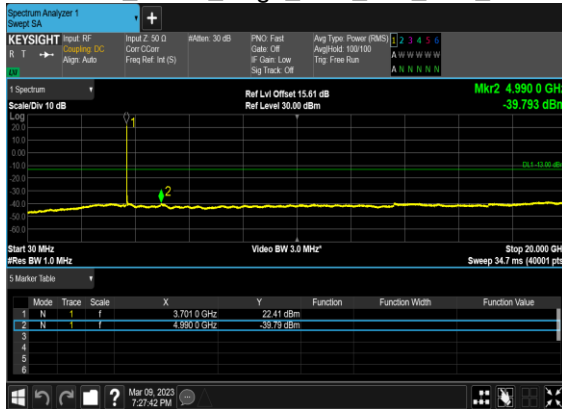 Spectrum Analyzer 1
Swept SA
+
KEYSIGHT
R T
LXI
Input: RF
Coupling: DC
Align: Auto
Input Z: 50 Ω
Corr CCorr
Freq Ref: Int (S)
#Atten: 30 dB
PNO: Fast
Gate: Off
IF Gain: Low
Sig Track: Off
Avg Type: Power (RMS)
Avg|Hold: 100/100
Trig: Free Run
1 2 3 4 5 6
A W W W W W
A N N N N N
1 Spectrum
Scale/Div 10 dB
Ref Lvl Offset 15.61 dB
Ref Level 30.00 dBm
Mkr2 4.990 0 GHz
-39.793 dBm
Log
20.0
10.0
0.00
-10.0
-20.0
-30.0
-40.0
-50.0
-60.0
1
2
DL1 -13.00 dBm
Start 30 MHz
#Res BW 1.0 MHz
Video BW 3.0 MHz*
Stop 20.000 GH
Sweep 34.7 ms (40001 pts
5 Marker Table
Mode Trace Scale X Y Function Function Width Function Value
1 N 1 f 3.701 0 GHz 22.41 dBm
2 N 1 f 4.990 0 GHz -39.79 dBm
3
4
5
6
?
Mar 09, 2023
7:27:42 PM